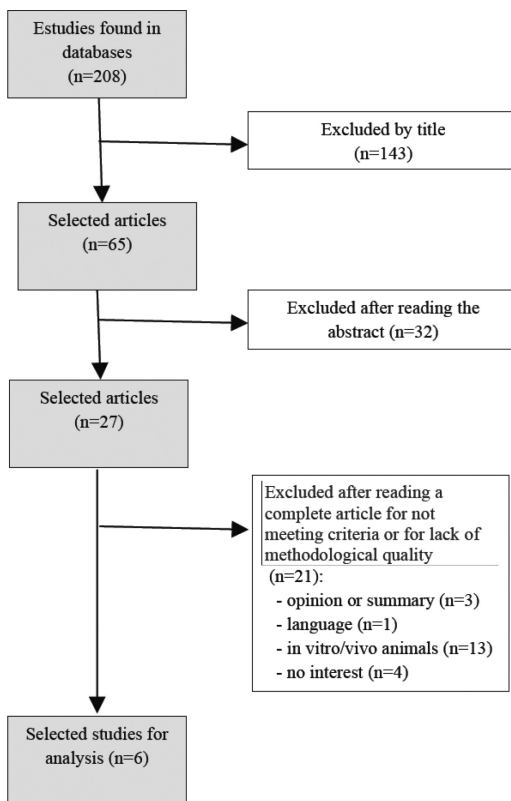 Estudies found in
databases
(n=208)
Excluded by title
(n=143)
Selected articles
(n=65)
Excluded after reading the
abstract (n=32)
Selected articles
(n=27)
Excluded after reading a
complete article for not
meeting criteria or for lack of
methodological quality
(n=21):
- opinion or summary (n=3)
- language (n=1)
- in vitro/vivo animals (n=13)
- no interest (n=4)
Selected studies for
analysis (n=6)